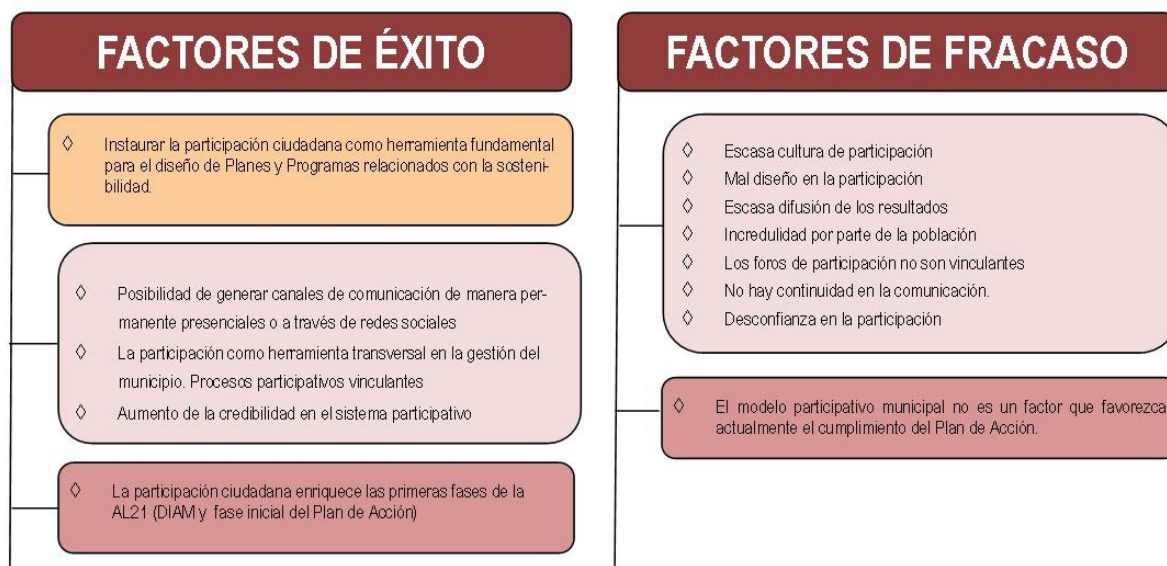 FACTORES DE ÉXITO
◊ Instaurar la participación ciudadana como herramienta fundamental
para el diseño de Planes y Programas relacionados con la sosteni-
bilidad.
◊ Posibilidad de generar canales de comunicación de manera per-
manente presenciales o a través de redes sociales
◊ La participación como herramienta transversal en la gestión del
municipio. Procesos participativos vinculantes
◊ Aumento de la credibilidad en el sistema participativo
◊ La participación ciudadana enriquece las primeras fases de la
AL21 (DIAM y fase inicial del Plan de Acción)
FACTORES DE FRACASO
◊ Escasa cultura de participación
◊ Mal diseño en la participación
◊ Escasa difusión de los resultados
◊ Incredulidad por parte de la población
◊ Los foros de participación no son vinculantes
◊ No hay continuidad en la comunicación.
◊ Desconfianza en la participación
◊ El modelo participativo municipal no es un factor que favorezca
actualmente el cumplimiento del Plan de Acción.